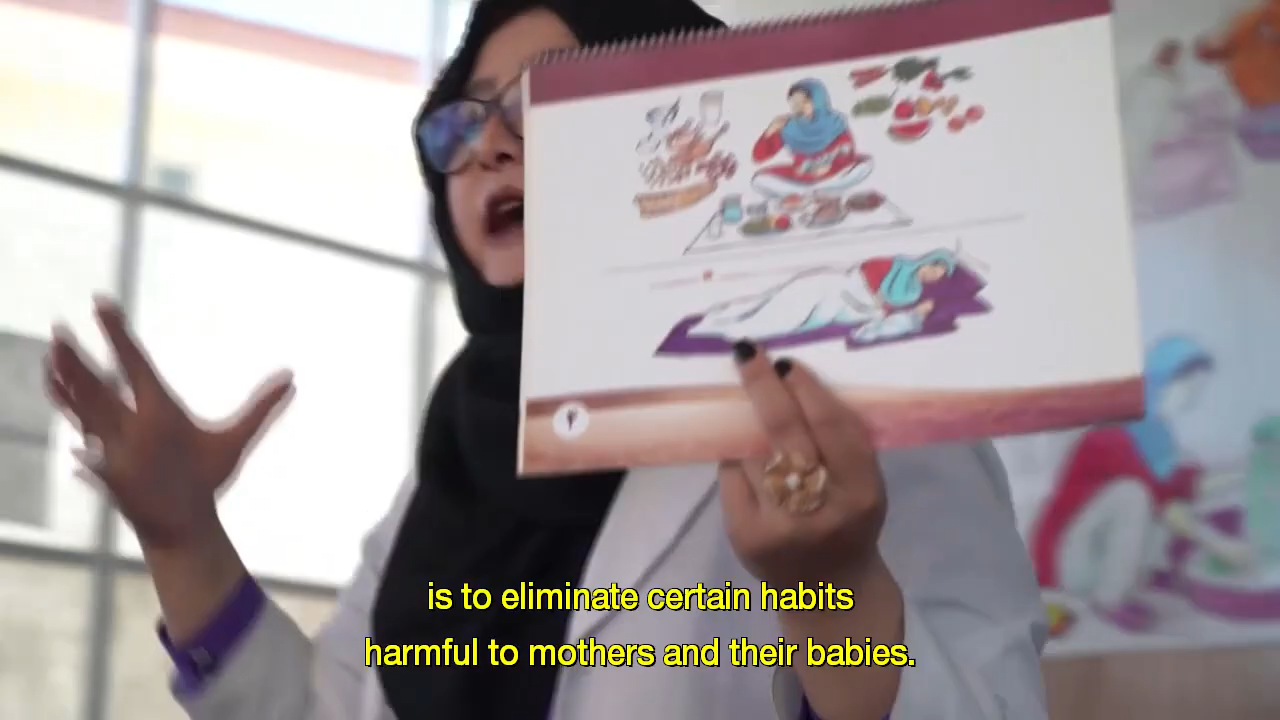 is to eliminate certain habits
harmful to mothers and their babies.